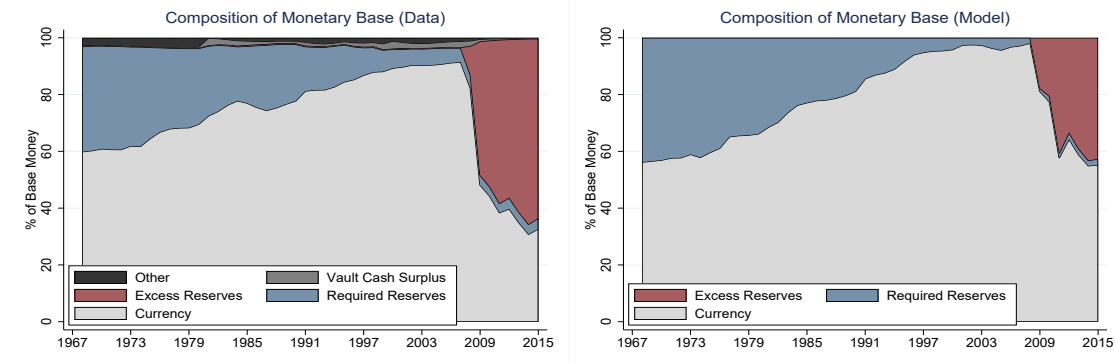 Composition of Monetary Base (Data)
% of Base Money
100
80
60
40
20
0
Other
Vault Cash Surplus
Excess Reserves
Required Reserves
Currency
1967 1973 1979 1985 1991 1997 2003 2009 2015
Composition of Monetary Base (Model)
% of Base Money
100
80
60
40
20
0
Excess Reserves
Required Reserves
Currency
1967 1973 1979 1985 1991 1997 2003 2009 2015